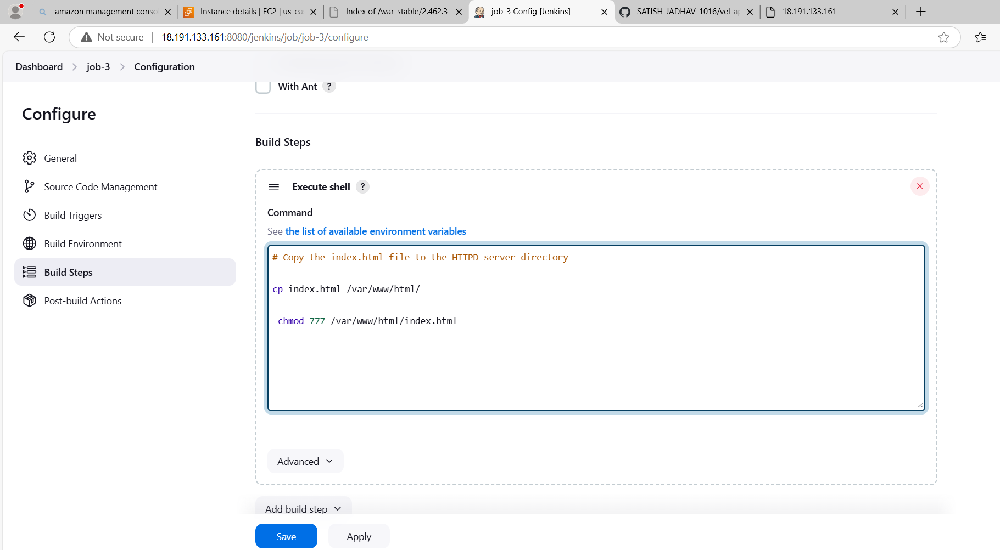 amazon management conso
Instance details | EC2 | us-eas
Index of /war-stable/2.462.3
job-3 Config [Jenkins]
SATISH-JADHAV-1016/vel-ap
18.191.133.161
Not secure
18.191.133.161:8080/jenkins/job/job-3/configure
Dashboard
job-3
Configuration
With Ant ?
Configure
General
Source Code Management
Build Triggers
Build Environment
Build Steps
Post-build Actions
Build Steps
Execute shell ?
Command
See the list of available environment variables
# Copy the index.html file to the HTTPD server directory
cp index.html /var/www/html/
chmod 777 /var/www/html/index.html
Advanced
Add build step
Save
Apply